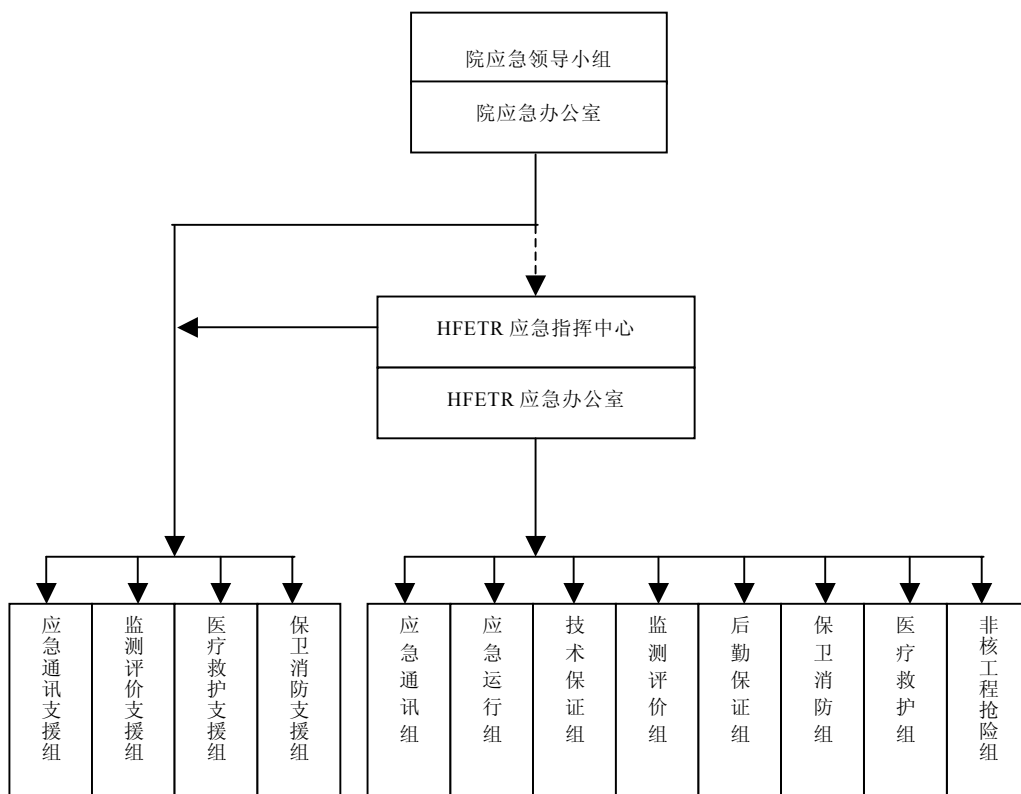 院应急领导小组
院应急办公室
HFETR 应急指挥中心
HFETR 应急办公室
应急通讯支援组
监测评价支援组
医疗救护支援组
保卫消防支援组
应急通讯组
应急运行组
技术保证组
监测评价组
后勤保证组
保卫消防组
医疗救护组
非核工程抢险组